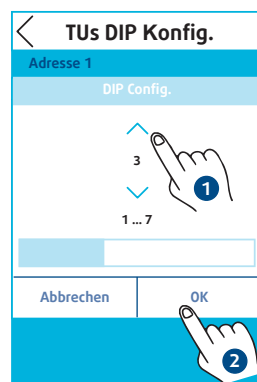 TUs DIP Konfig.
Adresse 1
DIP Config.
3
1
1 ... 7
Abbrechen OK
2